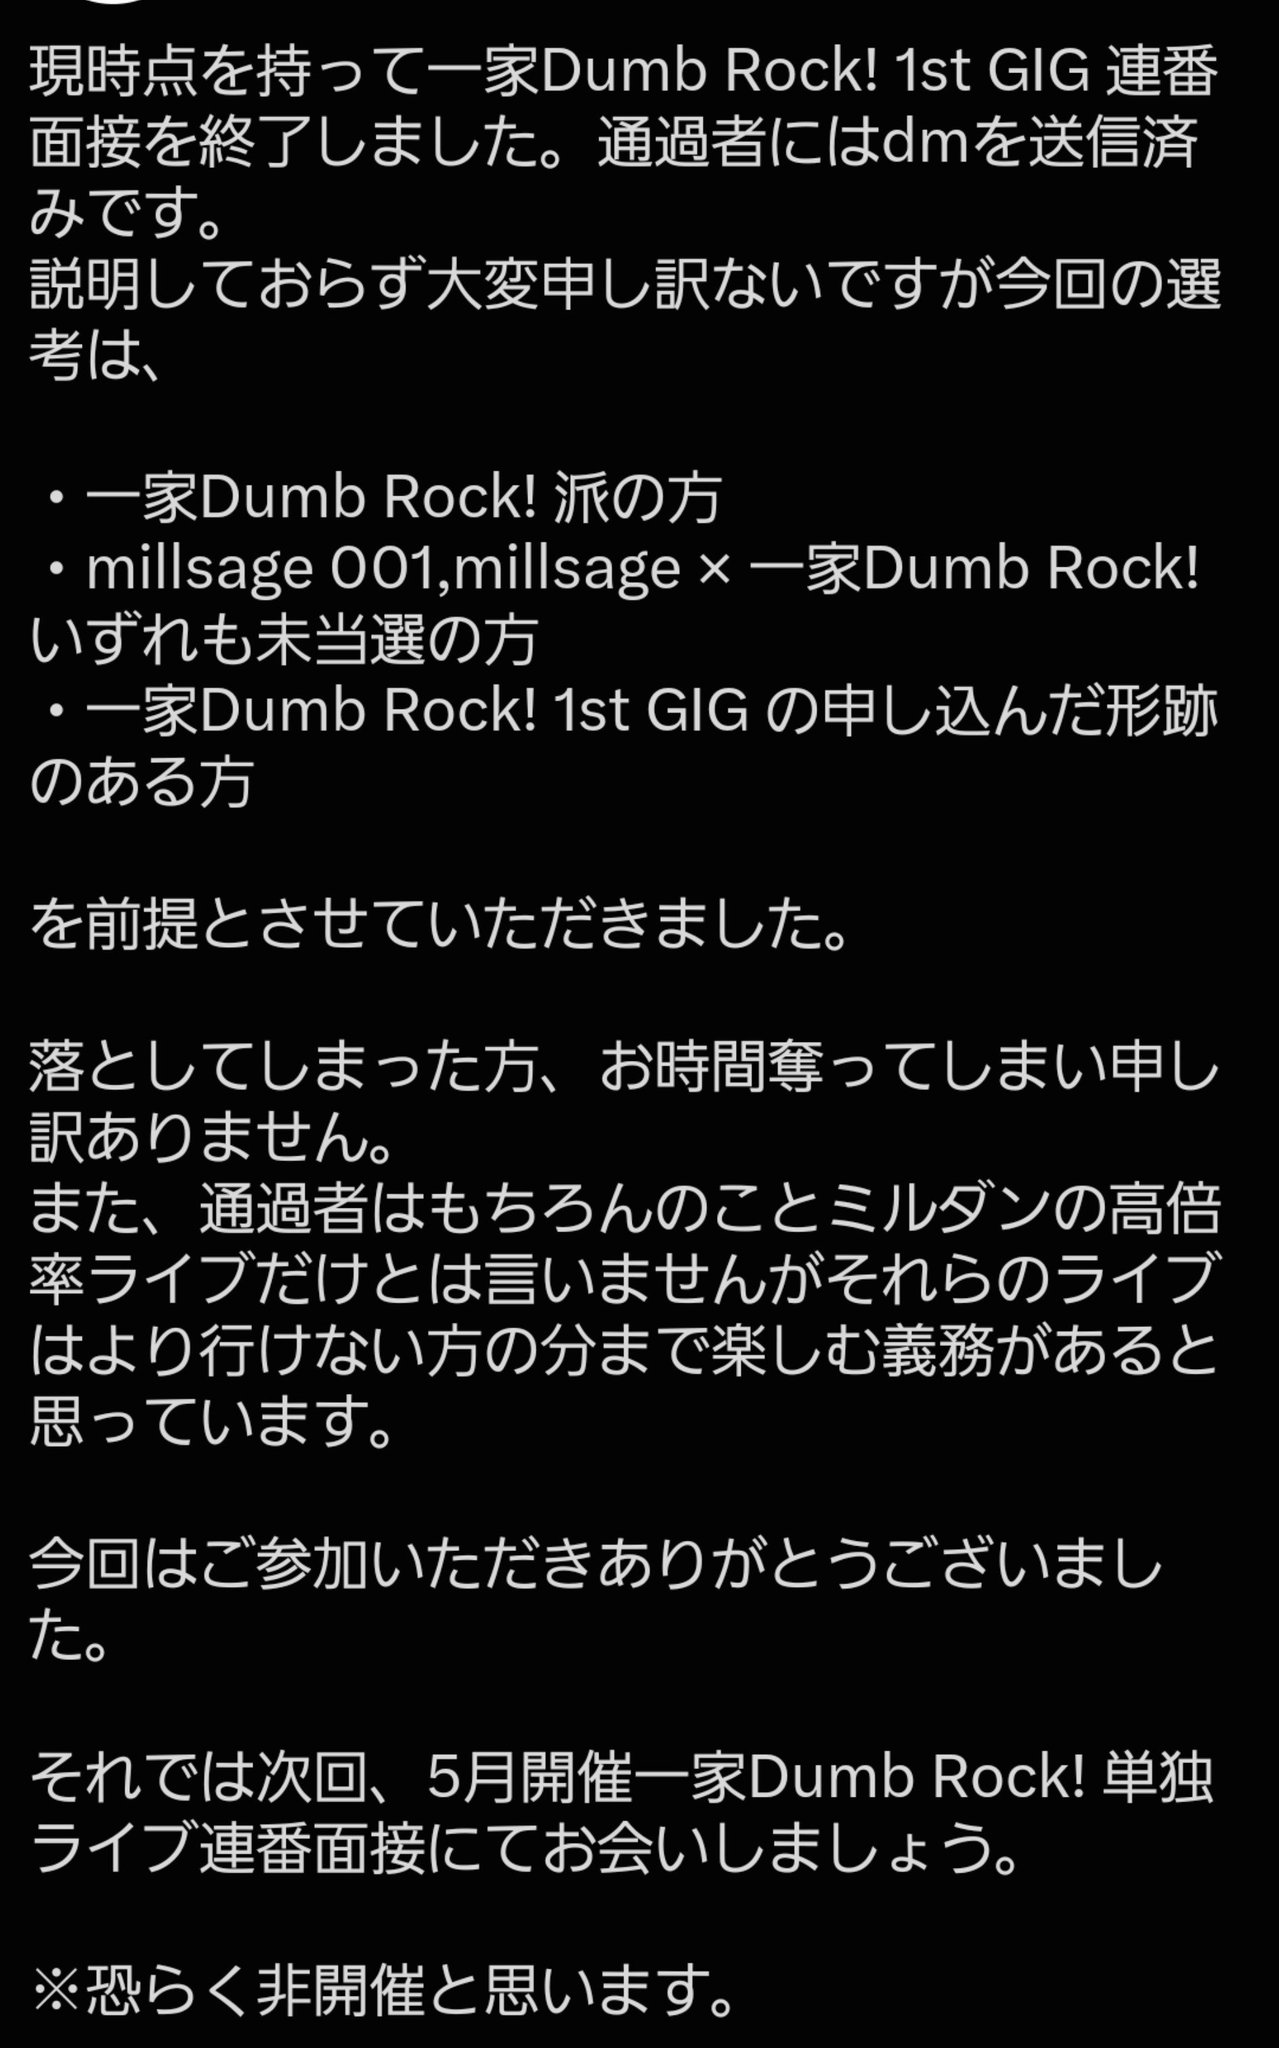 現時点を持って一家Dumb Rock! 1st GIG 連番
面接を終了しました。通過者にはdmを送信済
みです。
説明しておらず大変申し訳ないですが今回の選
考は、
・一家Dumb Rock! 派の方
・millsage 001,millsage × 一家Dumb Rock!
いずれも未当選の方
・一家Dumb Rock! 1st GIG の申し込んだ形跡
のある方
を前提とさせていただきました。
落としてしまった方、お時間奪ってしまい申し
訳ありません。
また、通過者はもちろんのことミルダンの高倍
率ライブだけとは言いませんがそれらのライブ
はより行けない方の分まで楽しむ義務があると
思っています。
今回はご参加いただきありがとうございまし
た。
それでは次回、5月開催一家Dumb Rock! 単独
ライブ連番面接にてお会いしましょう。
※恐らく非開催と思います。